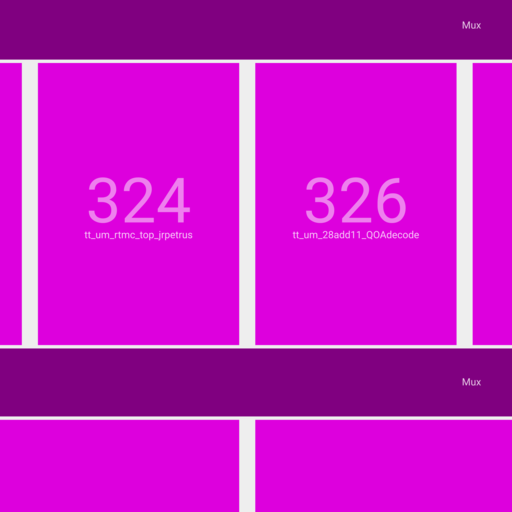 Mux
324
326
tt_um_rtmc_top_jrpetrus
tt_um_28add11_QOAdecode
Mux